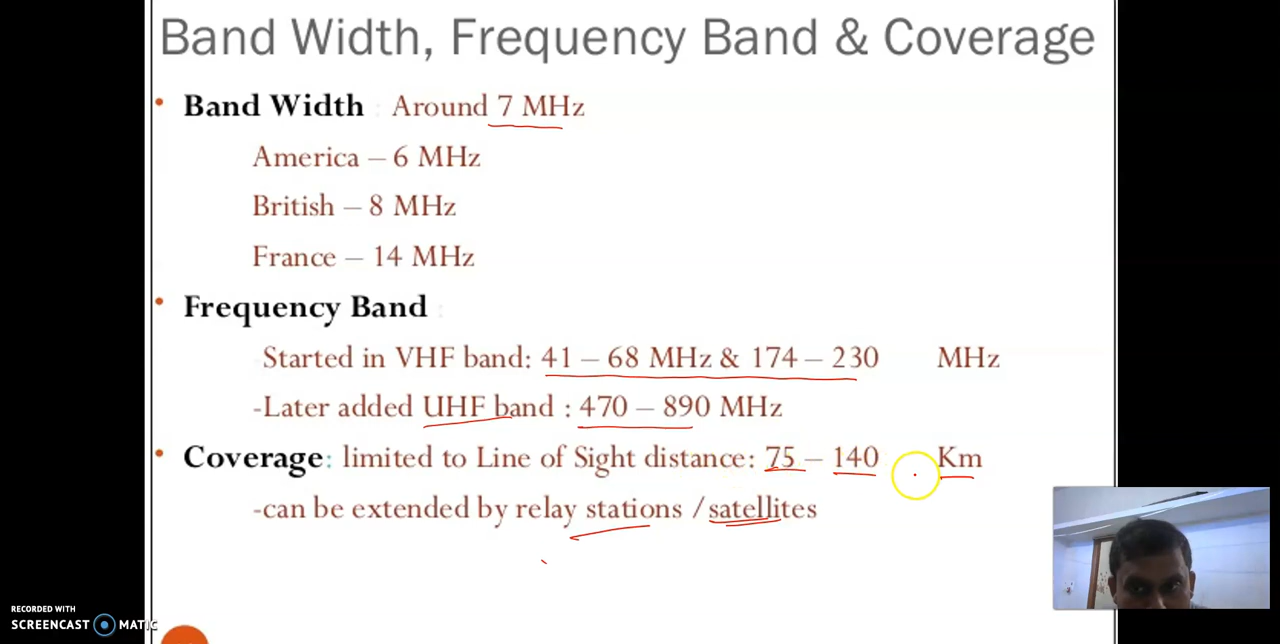 Band Width, Frequency Band & Coverage
• Band Width : Around 7 MHz
America – 6 MHz
British – 8 MHz
France – 14 MHz
• Frequency Band :
Started in VHF band: 41 – 68 MHz & 174 – 230 MHz
-Later added UHF band : 470 – 890 MHz
• Coverage: limited to Line of Sight distance: 75 – 140 Km
-can be extended by relay stations / satellites
RECORDED WITH
SCREENCAST MATIC